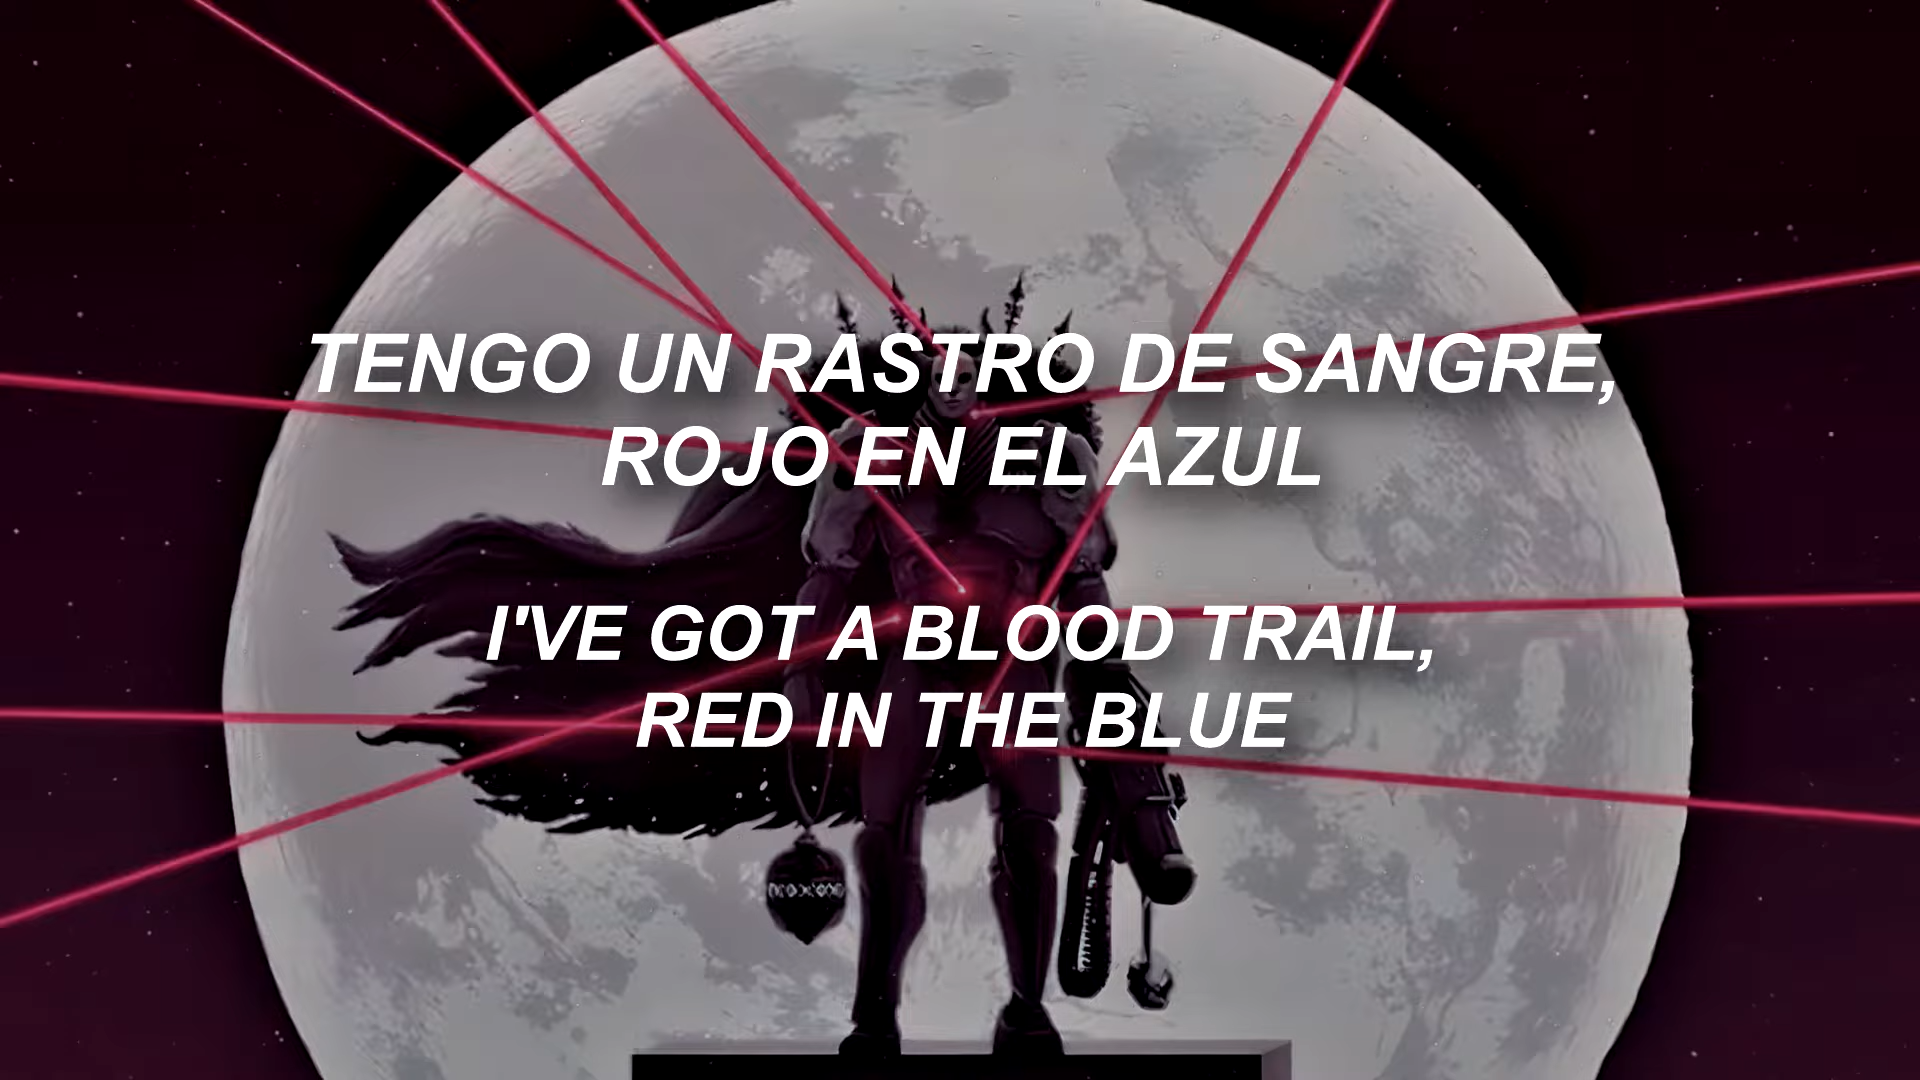 TENGO UN RASTRO DE SANGRE,
ROJO EN EL AZUL
I'VE GOT A BLOOD TRAIL,
RED IN THE BLUE